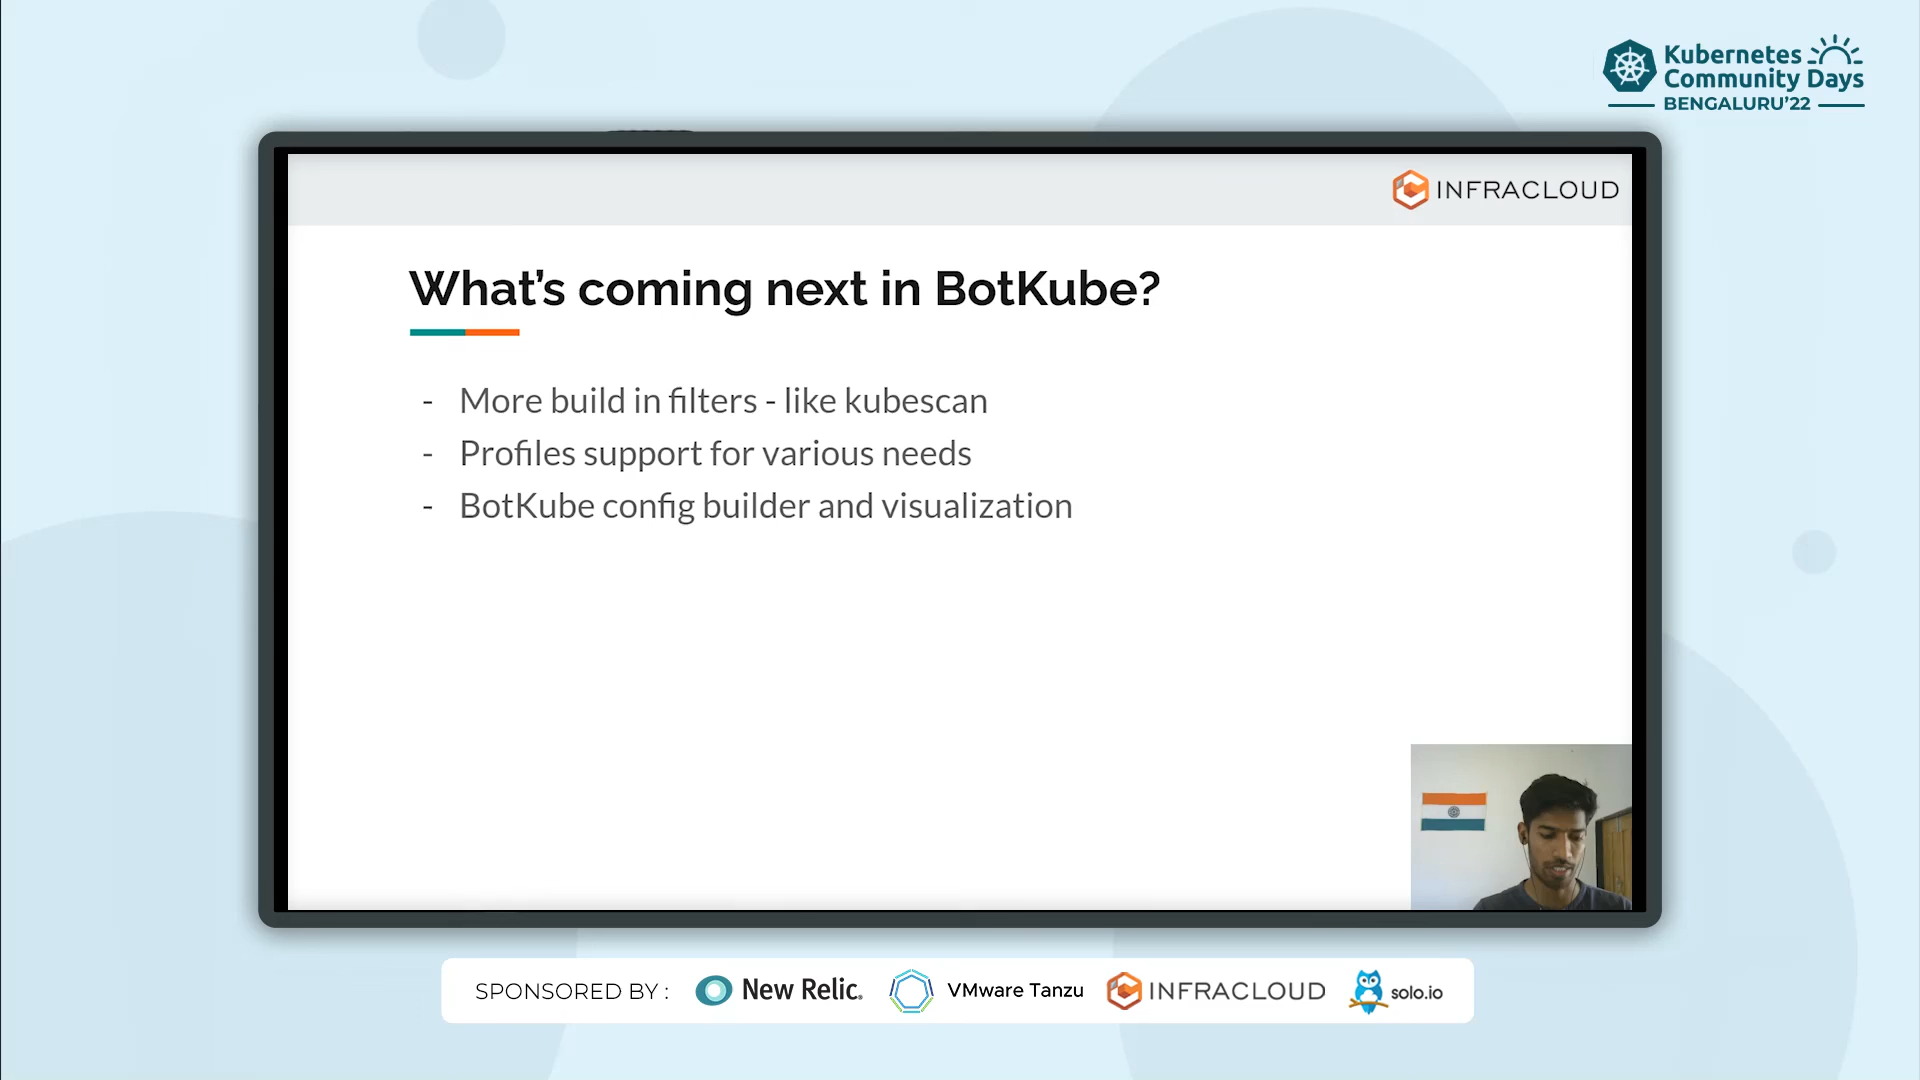 Kubernetes
Community Days
BENGALURU'22
INFRACLOUD
What's coming next in BotKube?
- More build in filters - like kubescan
- Profiles support for various needs
- BotKube config builder and visualization
SPONSORED BY : New Relic. VMware Tanzu INFRACLOUD solo.io